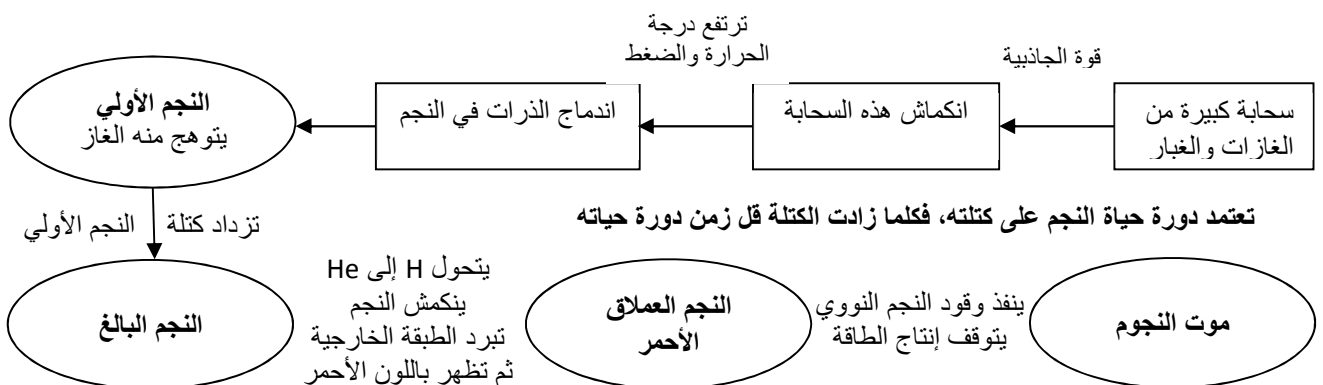 ترتفع درجة
الحرارة والضغط
قوة الجاذبية
سحابة كبيرة من
الغازات والغبار
انكماش هذه السحابة
اندماج الذرات في النجم
النجم الأولي
يتوهج منه الغاز
تزداد كتلة النجم الأولي
تعتمد دورة حياة النجم على كتلته، فكلما زادت الكتلة قل زمن دورة حياته
النجم البالغ
يتحول H إلى He
ينكمش النجم
تبرد الطبقة الخارجية
ثم تظهر باللون الأحمر
النجم العملاق
الأحمر
ينفذ وقود النجم النووي
يتوقف إنتاج الطاقة
موت النجوم